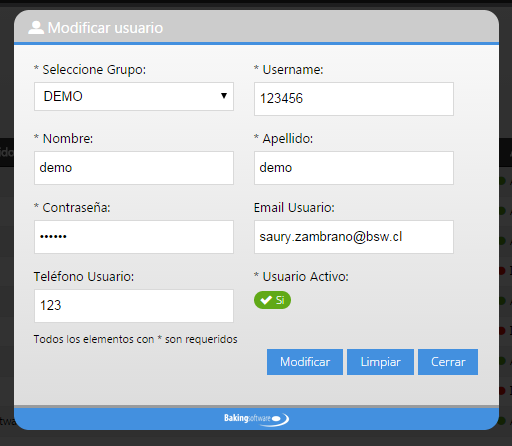 Modificar usuario
* Seleccione Grupo:
* Username:
DEMO
123456
* Nombre:
* Apellido:
demo
demo
* Contraseña:
Email Usuario:
••••••
saury.zambrano@bsw.cl
Teléfono Usuario:
* Usuario Activo:
123
Si
Todos los elementos con * son requeridos
Modificar
Limpiar
Cerrar
Bakingsoftware